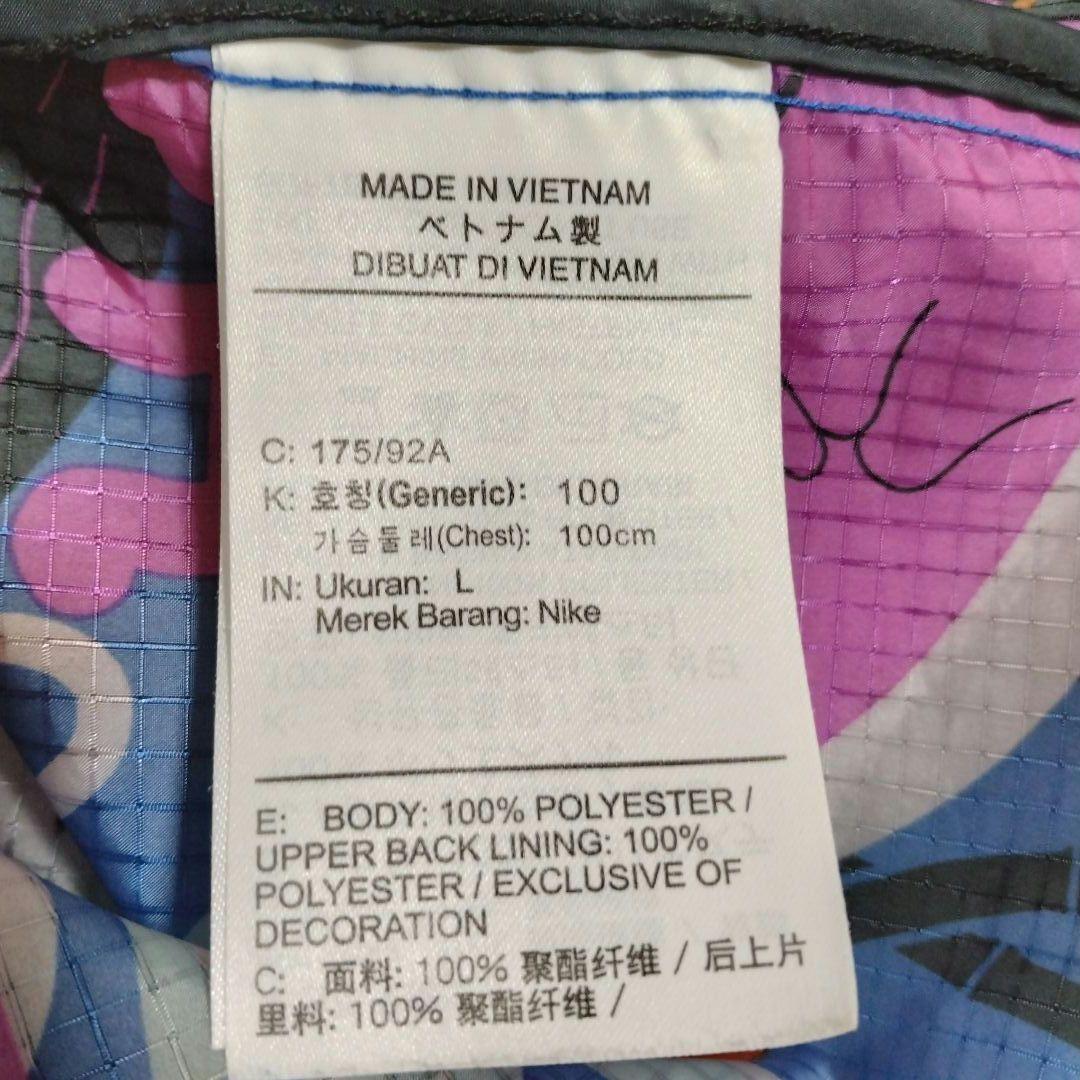 MADE IN VIETNAM
ベトナム製
DIBUAT DI VIETNAM
C: 175/92A
K: 호칭(Generic): 100
가슴둘레(Chest): 100cm
IN: Ukuran: L
Merek Barang: Nike
E: BODY: 100% POLYESTER /
UPPER BACK LINING: 100%
POLYESTER / EXCLUSIVE OF
DECORATION
C: 面料: 100% 聚酯纤维 / 后上片
里料: 100% 聚酯纤维 /